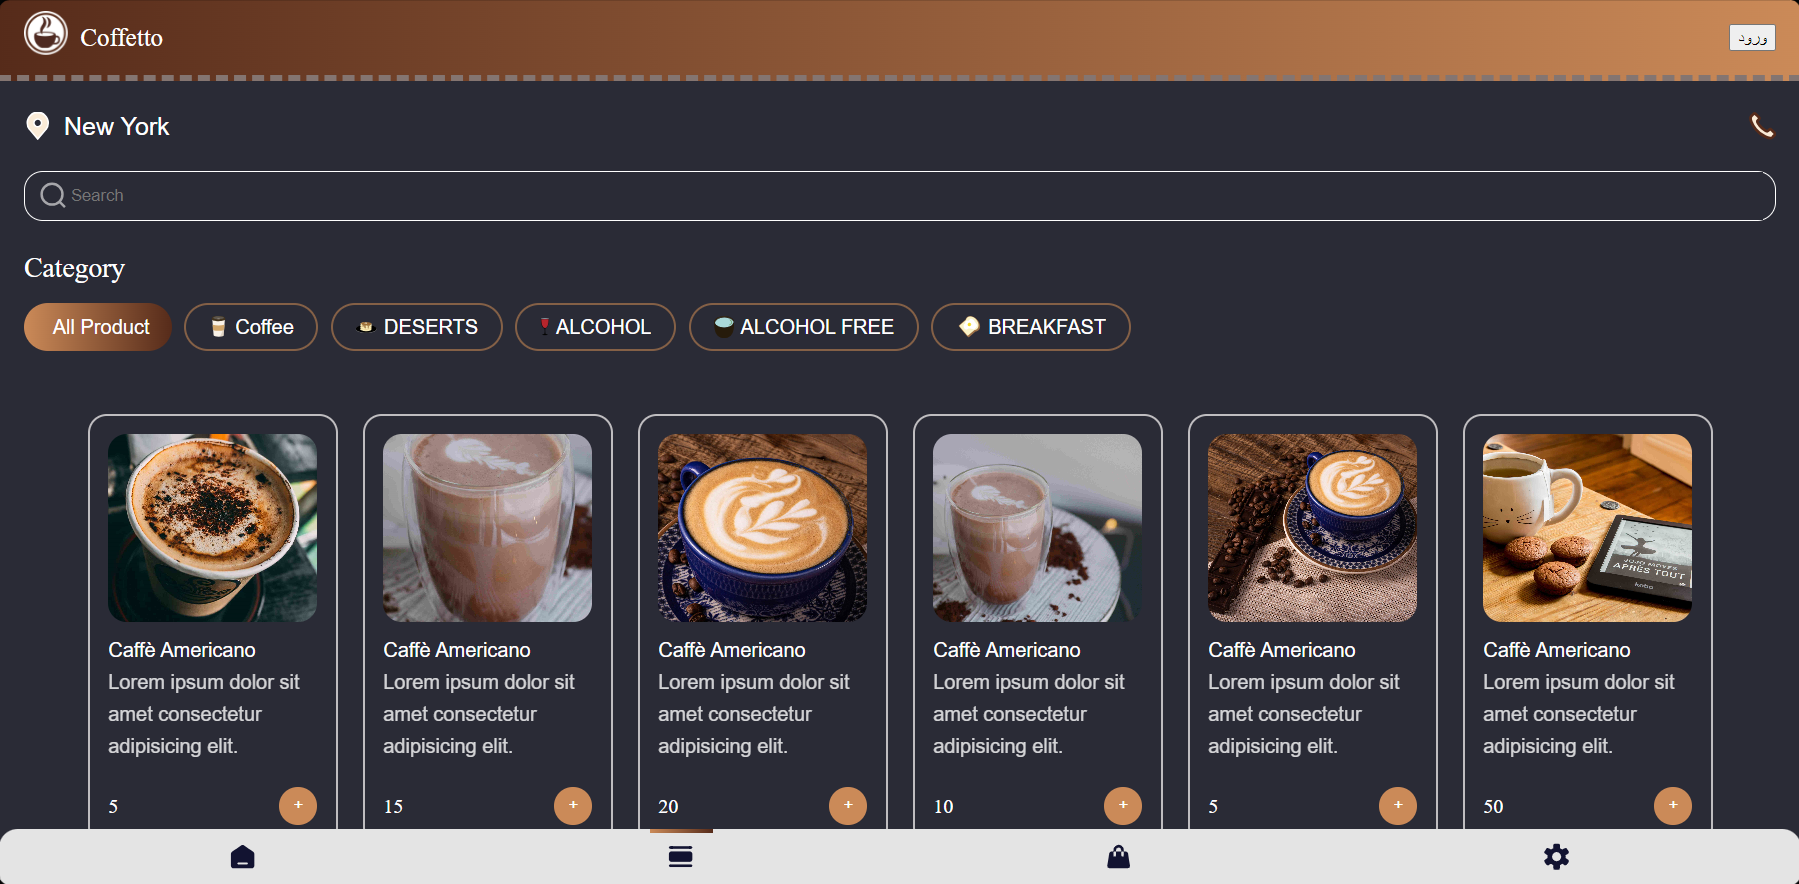 Coffetto
ورود
New York
Search
Category
All Product
Coffee
DESERTS
ALCOHOL
ALCOHOL FREE
BREAKFAST
APRÈS TOUT
kobo
Caffè Americano
Lorem ipsum dolor sit
amet consectetur
adipisicing elit.
5
+
Caffè Americano
Lorem ipsum dolor sit
amet consectetur
adipisicing elit.
15
+
Caffè Americano
Lorem ipsum dolor sit
amet consectetur
adipisicing elit.
20
+
Caffè Americano
Lorem ipsum dolor sit
amet consectetur
adipisicing elit.
10
+
Caffè Americano
Lorem ipsum dolor sit
amet consectetur
adipisicing elit.
5
+
Caffè Americano
Lorem ipsum dolor sit
amet consectetur
adipisicing elit.
50
+